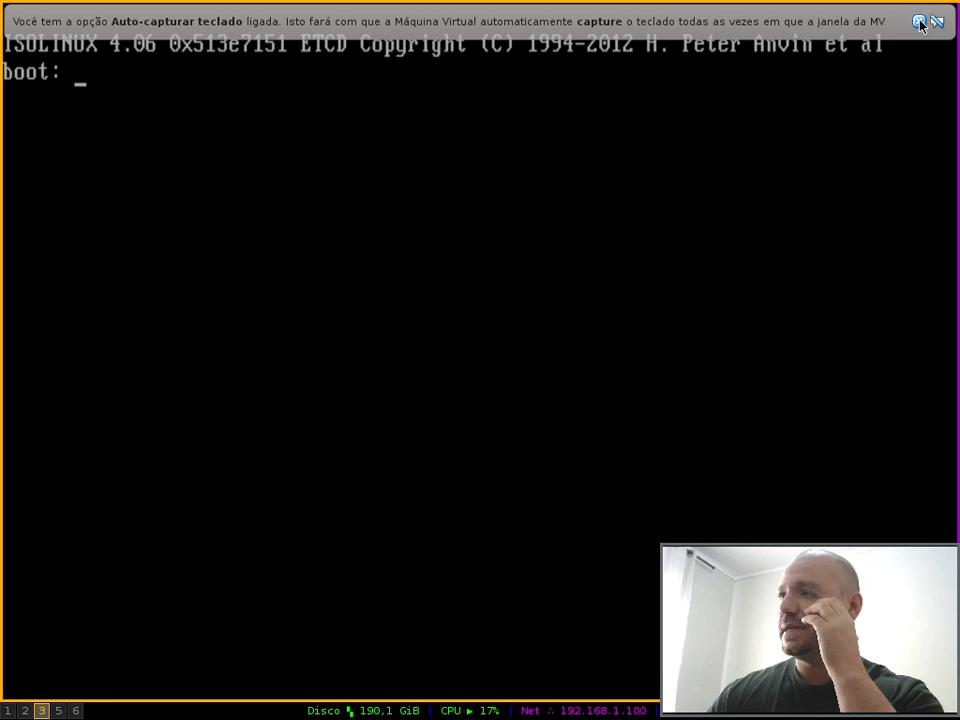 Você tem a opção Auto-capturar teclado ligada. Isto fará com que a Máquina Virtual automaticamente capture o teclado todas as vezes em que a janela da MV
ISOLINUX 4.06 0x513e7151 ETCD Copyright (C) 1994-2012 H. Peter Anvin et al
boot: _
1 2 3 5 6 Disco 190,1 GiB | CPU ▶ 17% | Net ∴ 192.168.1.100 |